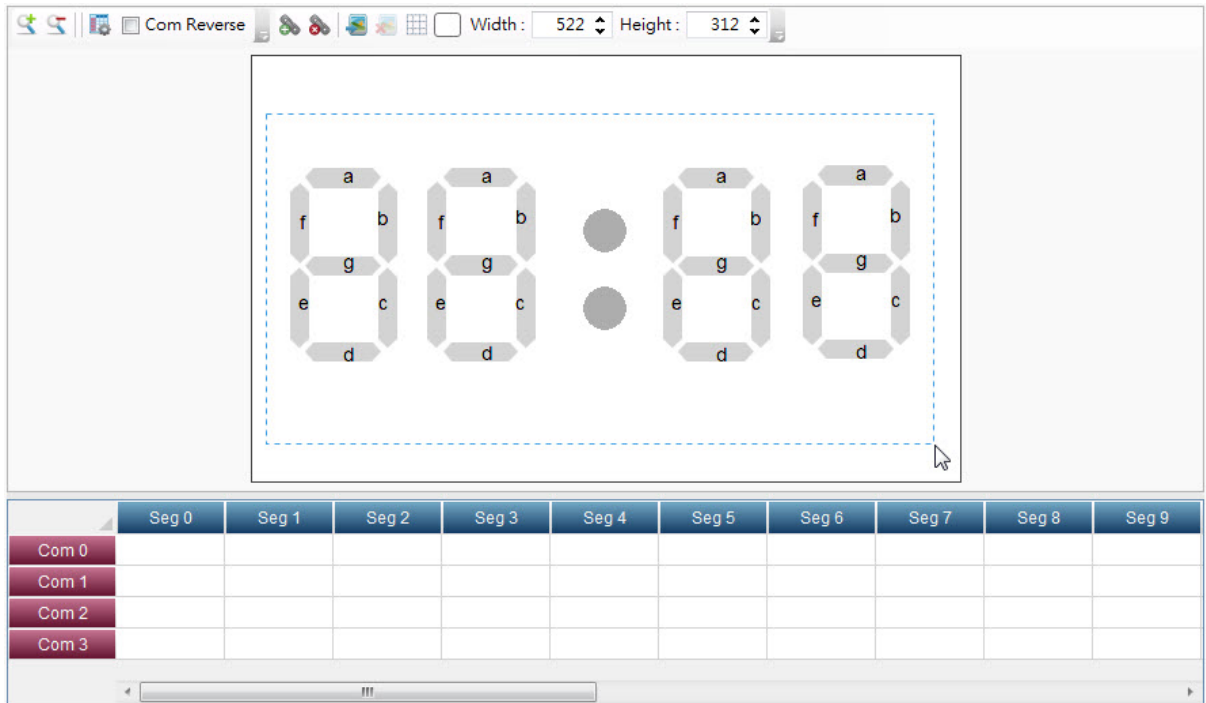 Com Reverse Width : 522 Height : 312
a a a a
f b f b f b f b
g g g g
e c e c e c e c
d d d d
Seg 0 Seg 1 Seg 2 Seg 3 Seg 4 Seg 5 Seg 6 Seg 7 Seg 8 Seg 9
Com 0
Com 1
Com 2
Com 3